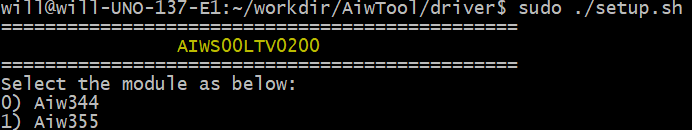 will@will-UNO-137-E1:~/workdir/AiwTool/driver$ sudo ./setup.sh
===============================================
AIWS00LTV0200
===============================================
Select the module as below:
0) Aiw344
1) Aiw355